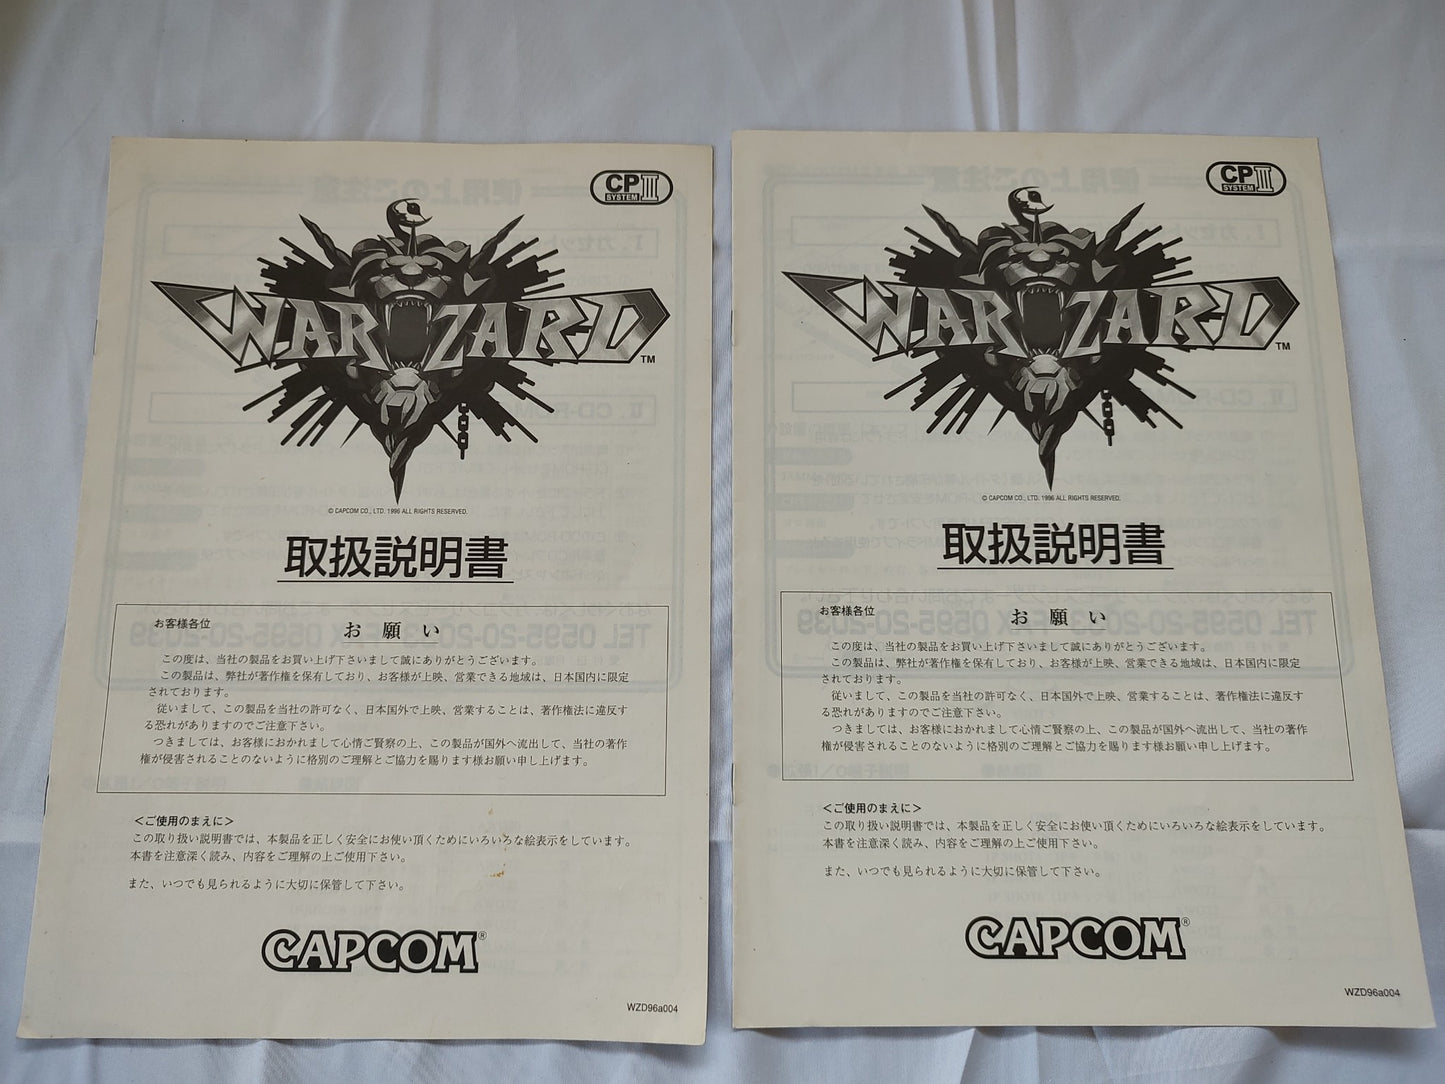 CP SYSTEM III
WARZARD TM
© CAPCOM CO., LTD. 1996 ALL RIGHTS RESERVED.
取扱説明書
お客様各位
お願い
この度は、当社の製品をお買い上げ下さいまして誠にありがとうございます。
この製品は、弊社が著作権を保有しており、お客様が上映、営業できる地域は、日本国内に限定
されております。
従いまして、この製品を当社の許可なく、日本国外で上映、営業することは、著作権法に違反す
る恐れがありますのでご注意下さい。
つきましては、お客様におかれまして心情ご賢察の上、この製品が国外へ流出して、当社の著作
権が侵害されることのないように格別のご理解とご協力を賜ります様お願い申し上げます。
＜ご使用のまえに＞
この取り扱い説明書では、本製品を正しく安全にお使い頂くためにいろいろな絵表示をしています。
本書を注意深く読み、内容をご理解の上ご使用下さい。
また、いつでも見られるように大切に保管して下さい。
CAPCOM®
WZD96a004
CP SYSTEM III
WARZARD TM
© CAPCOM CO., LTD. 1996 ALL RIGHTS RESERVED.
取扱説明書
お客様各位
お願い
この度は、当社の製品をお買い上げ下さいまして誠にありがとうございます。
この製品は、弊社が著作権を保有しており、お客様が上映、営業できる地域は、日本国内に限定
されております。
従いまして、この製品を当社の許可なく、日本国外で上映、営業することは、著作権法に違反す
る恐れがありますのでご注意下さい。
つきましては、お客様におかれまして心情ご賢察の上、この製品が国外へ流出して、当社の著作
権が侵害されることのないように格別のご理解とご協力を賜ります様お願い申し上げます。
＜ご使用のまえに＞
この取り扱い説明書では、本製品を正しく安全にお使い頂くためにいろいろな絵表示をしています。
本書を注意深く読み、内容をご理解の上ご使用下さい。
また、いつでも見られるように大切に保管して下さい。
CAPCOM®
WZD96a004